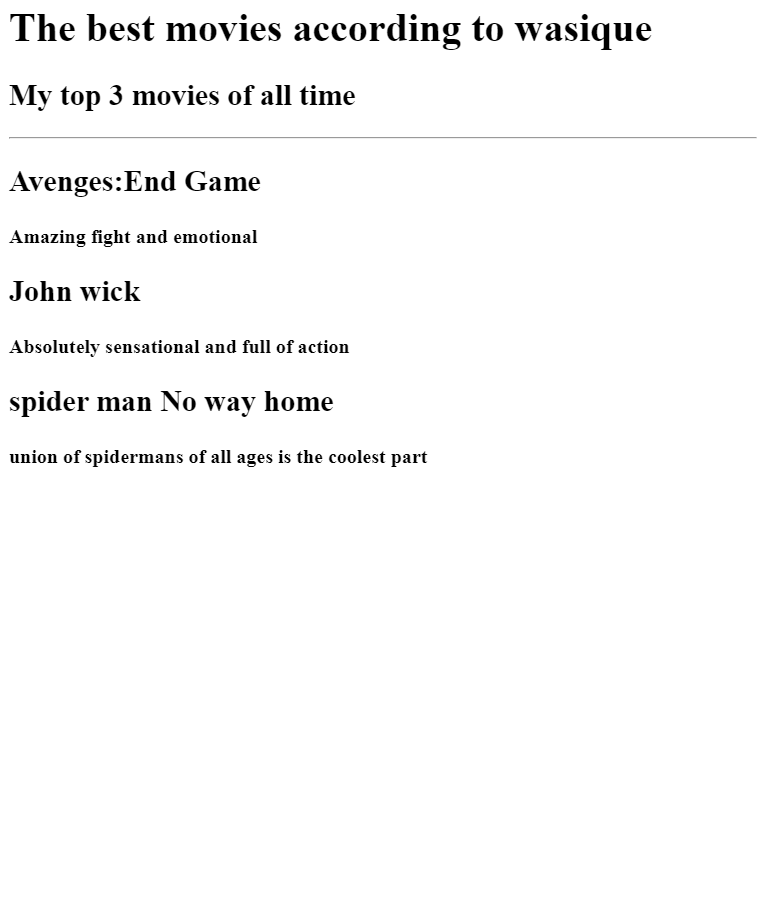 The best movies according to wasique
My top 3 movies of all time
Avenges:End Game
Amazing fight and emotional
John wick
Absolutely sensational and full of action
spider man No way home
union of spidermans of all ages is the coolest part